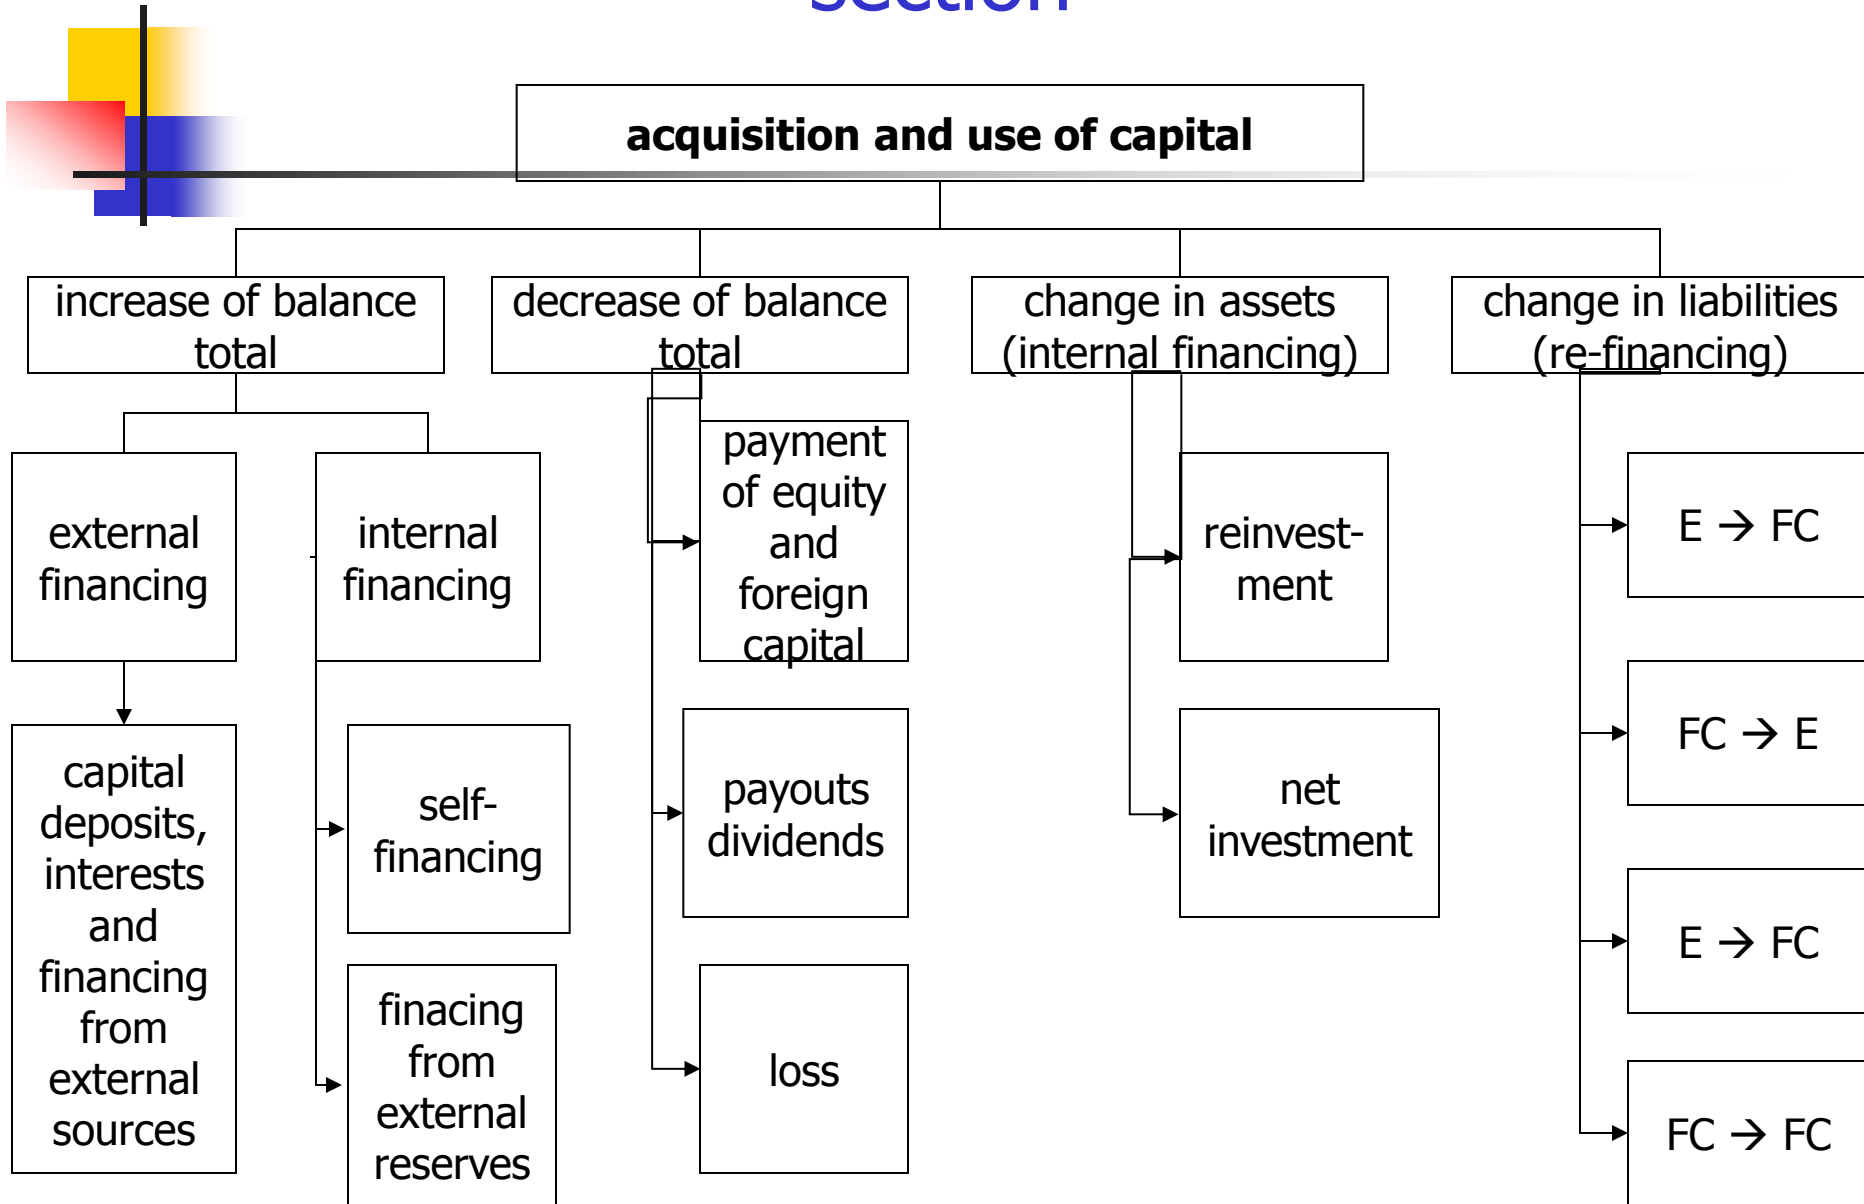 section
acquisition and use of capital
increase of balance
total
decrease of balance
total
change in assets
(internal financing)
change in liabilities
(re-financing)
external
financing
internal
financing
payment
of equity
and
foreign
capital
reinvest-
ment
E → FC
capital
deposits,
interests
and
financing
from
external
sources
self-
financing
payouts
dividends
net
investment
FC → E
finacing
from
external
reserves
loss
E → FC
FC → FC